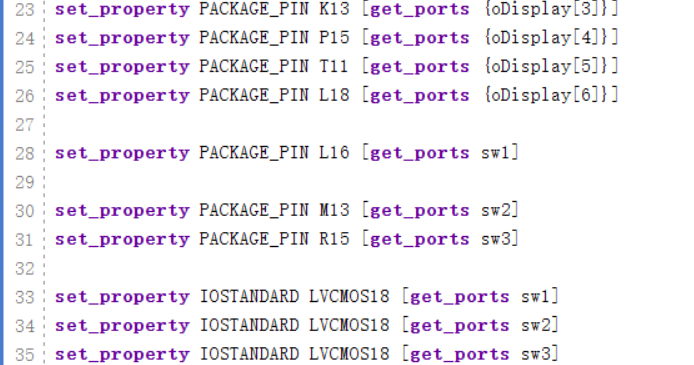 23 set_property PACKAGE_PIN K13 [get_ports {oDisplay[3]}]
24 set_property PACKAGE_PIN P15 [get_ports {oDisplay[4]}]
25 set_property PACKAGE_PIN T11 [get_ports {oDisplay[5]}]
26 set_property PACKAGE_PIN L18 [get_ports {oDisplay[6]}]
27
28 set_property PACKAGE_PIN L16 [get_ports sw1]
29
30 set_property PACKAGE_PIN M13 [get_ports sw2]
31 set_property PACKAGE_PIN R15 [get_ports sw3]
32
33 set_property IOSTANDARD LVCMOS18 [get_ports sw1]
34 set_property IOSTANDARD LVCMOS18 [get_ports sw2]
35 set_property IOSTANDARD LVCMOS18 [get_ports sw3]